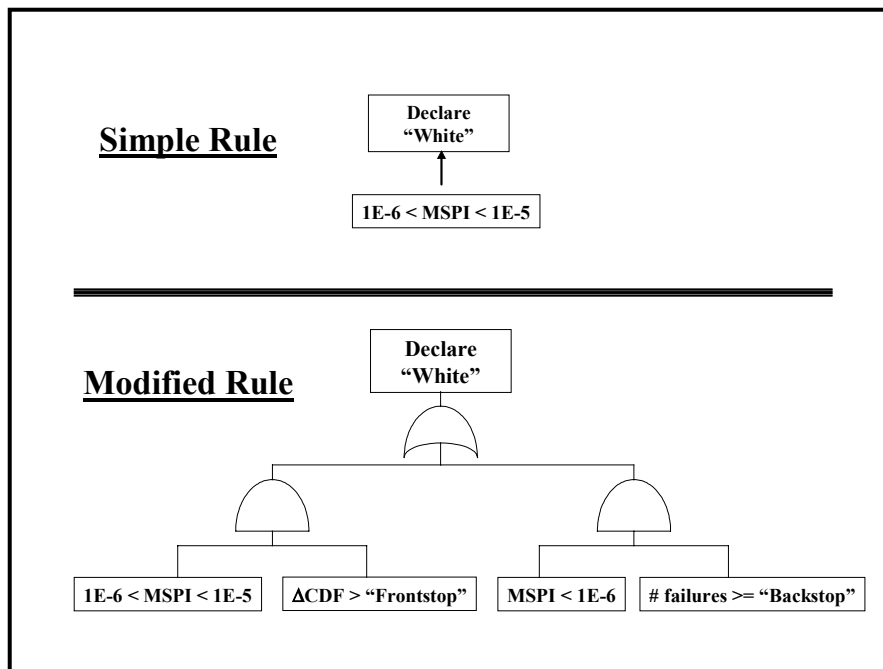 Simple Rule
Declare
“White”
1E-6 < MSPI < 1E-5
Modified Rule
Declare
“White”
1E-6 < MSPI < 1E-5
ΔCDF > “Frontstop”
MSPI < 1E-6
# failures >= “Backstop”